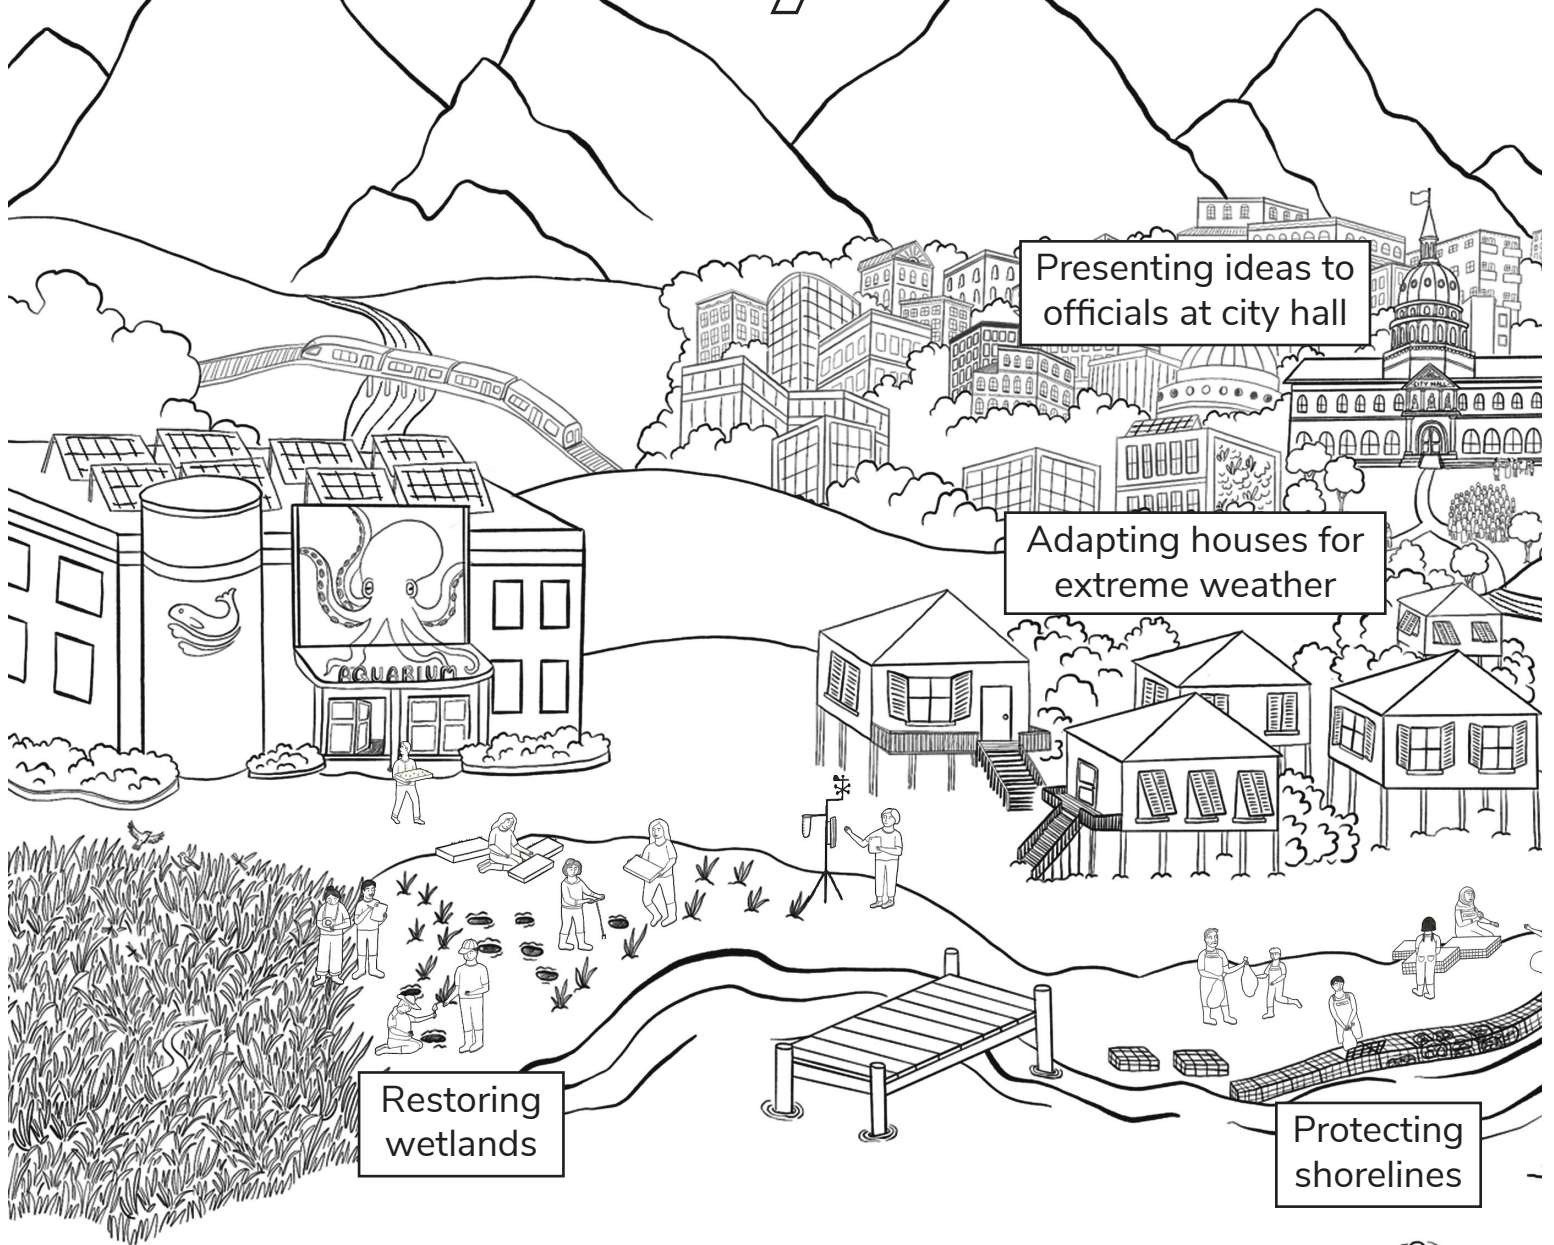 Presenting ideas to
officials at city hall
CITY HALL
Adapting houses for
extreme weather
AQUARIUM
Restoring
wetlands
Protecting
shorelines